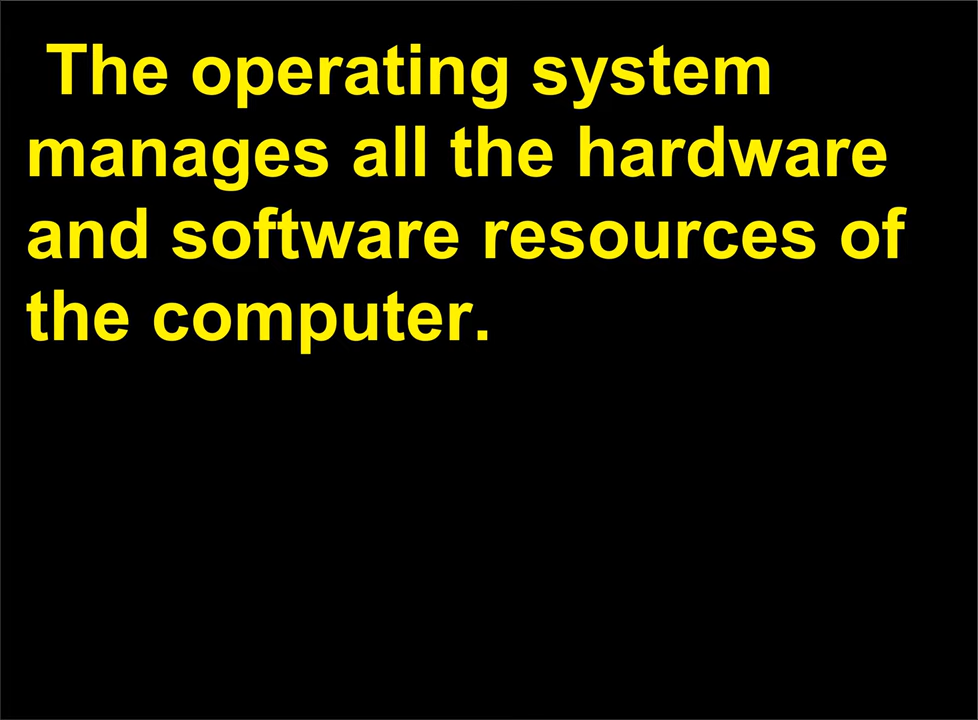 The operating system
manages all the hardware
and software resources of
the computer.